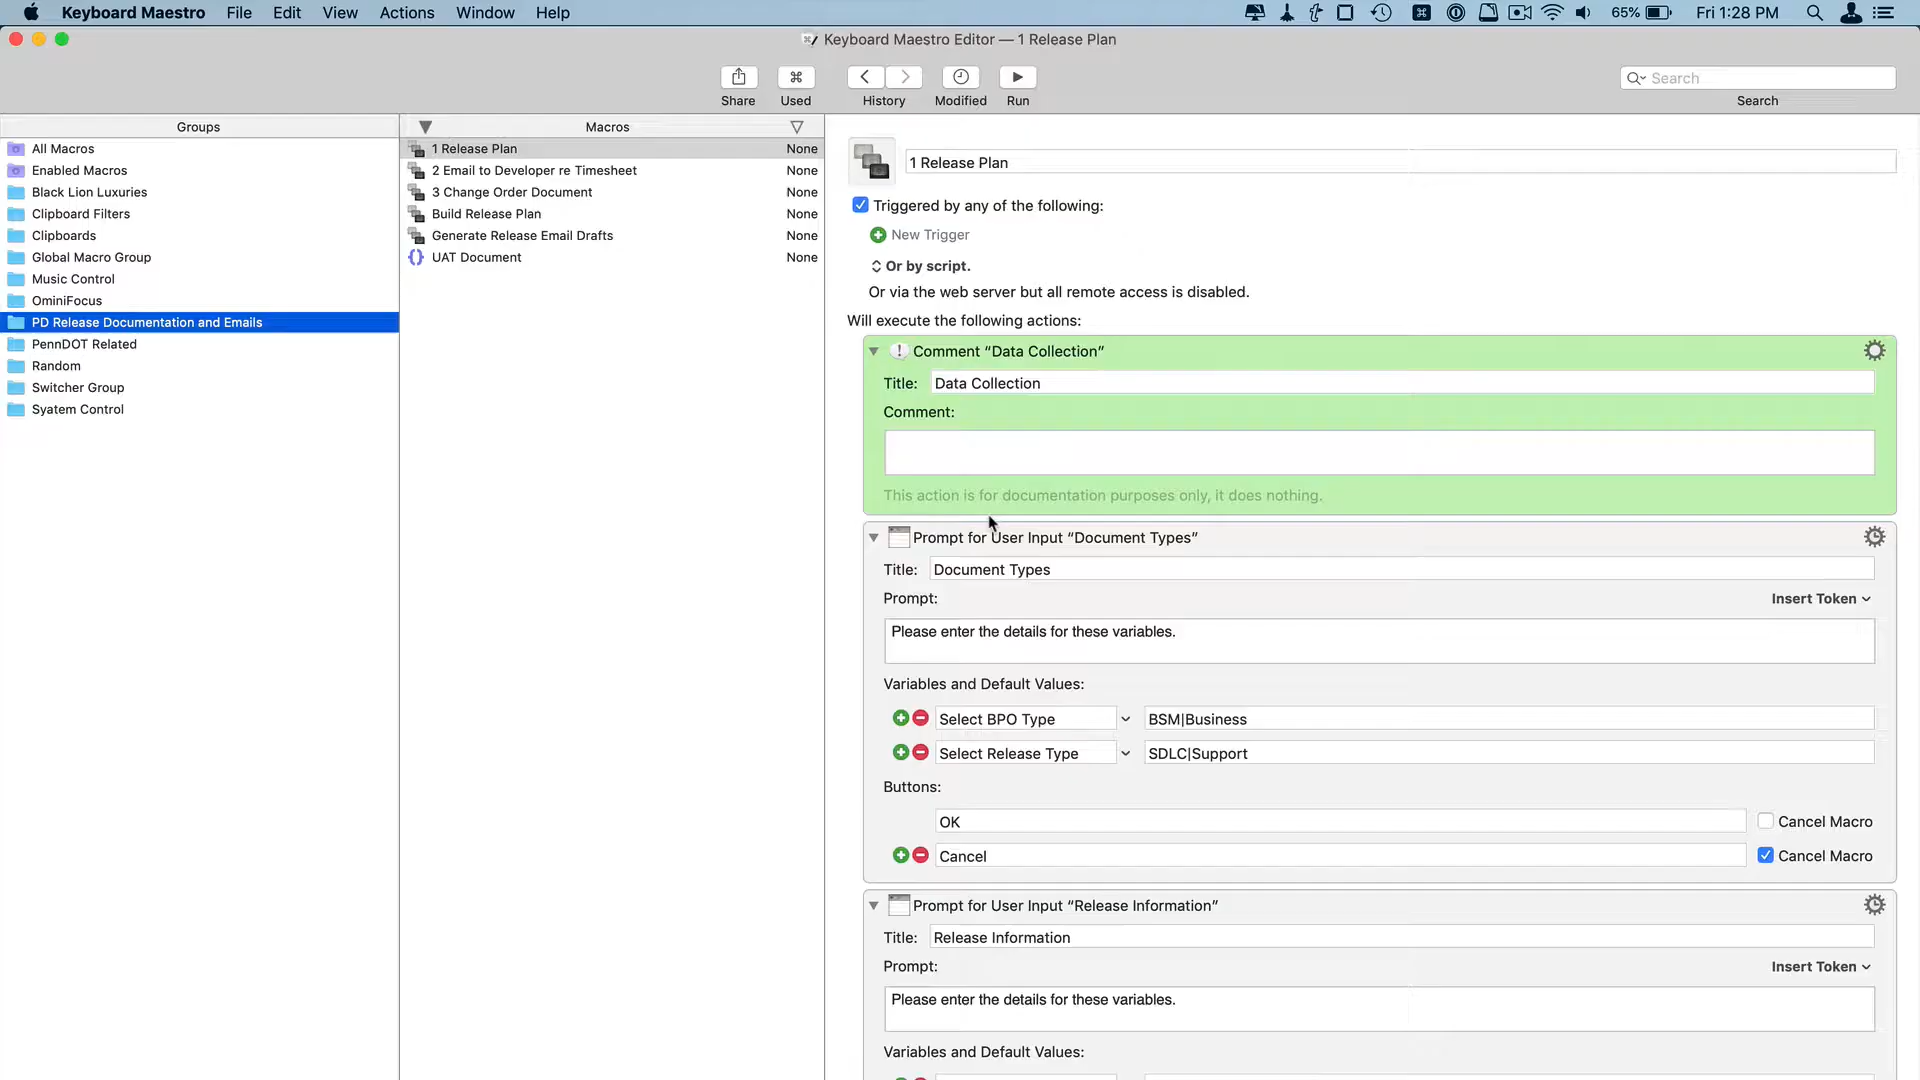 Keyboard Maestro File Edit View Actions Window Help 65% Fri 1:28 PM
Keyboard Maestro Editor — 1 Release Plan
Share Used History Modified Run Search
Search
Groups
All Macros
Enabled Macros
Black Lion Luxuries
Clipboard Filters
Clipboards
Global Macro Group
Music Control
OminiFocus
PD Release Documentation and Emails
PennDOT Related
Random
Switcher Group
Syatem Control
Macros
1 Release Plan None
2 Email to Developer re Timesheet None
3 Change Order Document None
Build Release Plan None
Generate Release Email Drafts None
UAT Document None
1 Release Plan
Triggered by any of the following:
New Trigger
Or by script.
Or via the web server but all remote access is disabled.
Will execute the following actions:
Comment “Data Collection”
Title: Data Collection
Comment:
This action is for documentation purposes only, it does nothing.
Prompt for User Input “Document Types”
Title: Document Types
Prompt: Insert Token
Please enter the details for these variables.
Variables and Default Values:
Select BPO Type BSM|Business
Select Release Type SDLC|Support
Buttons:
OK Cancel Macro
Cancel Cancel Macro
Prompt for User Input “Release Information”
Title: Release Information
Prompt: Insert Token
Please enter the details for these variables.
Variables and Default Values: